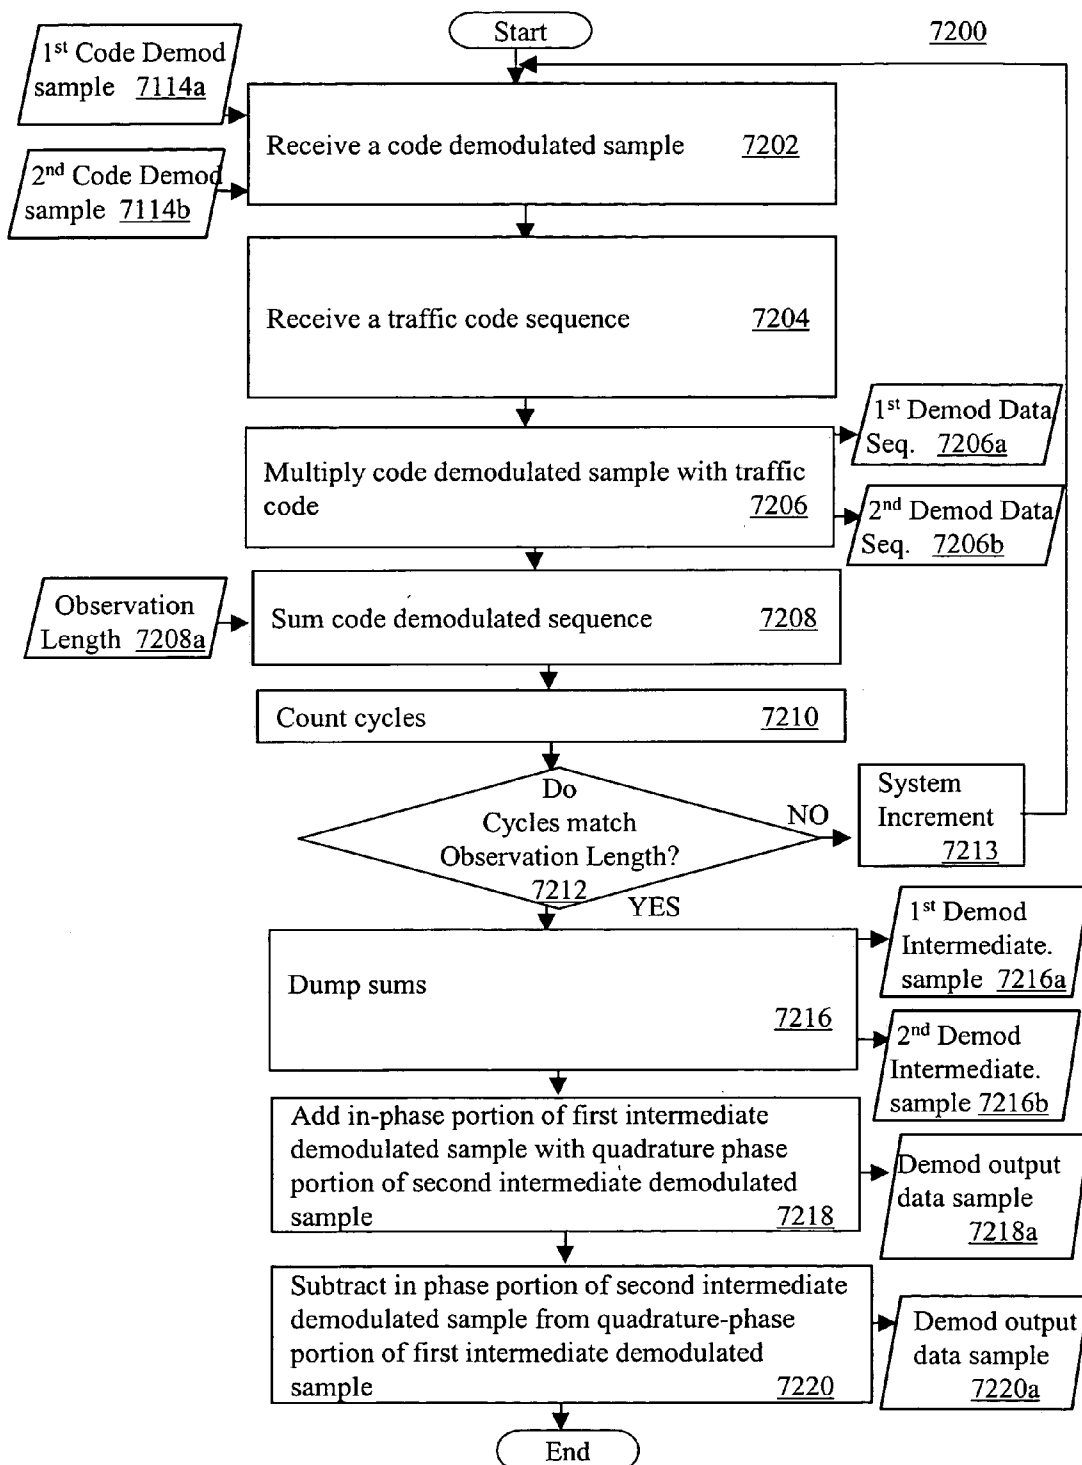 Start
7200
1st Code Demod
sample 7114a
Receive a code demodulated sample 7202
2nd Code Demod
sample 7114b
Receive a traffic code sequence 7204
1st Demod Data
Seq. 7206a
Multiply code demodulated sample with traffic
code 7206
2nd Demod Data
Seq. 7206b
Observation
Length 7208a
Sum code demodulated sequence 7208
Count cycles 7210
Do
Cycles match
Observation Length?
7212
NO
System
Increment
7213
YES
1st Demod
Intermediate.
sample 7216a
Dump sums
7216
2nd Demod
Intermediate.
sample 7216b
Add in-phase portion of first intermediate
demodulated sample with quadrature phase
portion of second intermediate demodulated
sample 7218
Demod output
data sample
7218a
Subtract in phase portion of second intermediate
demodulated sample from quadrature-phase
portion of first intermediate demodulated
sample 7220
Demod output
data sample
7220a
End